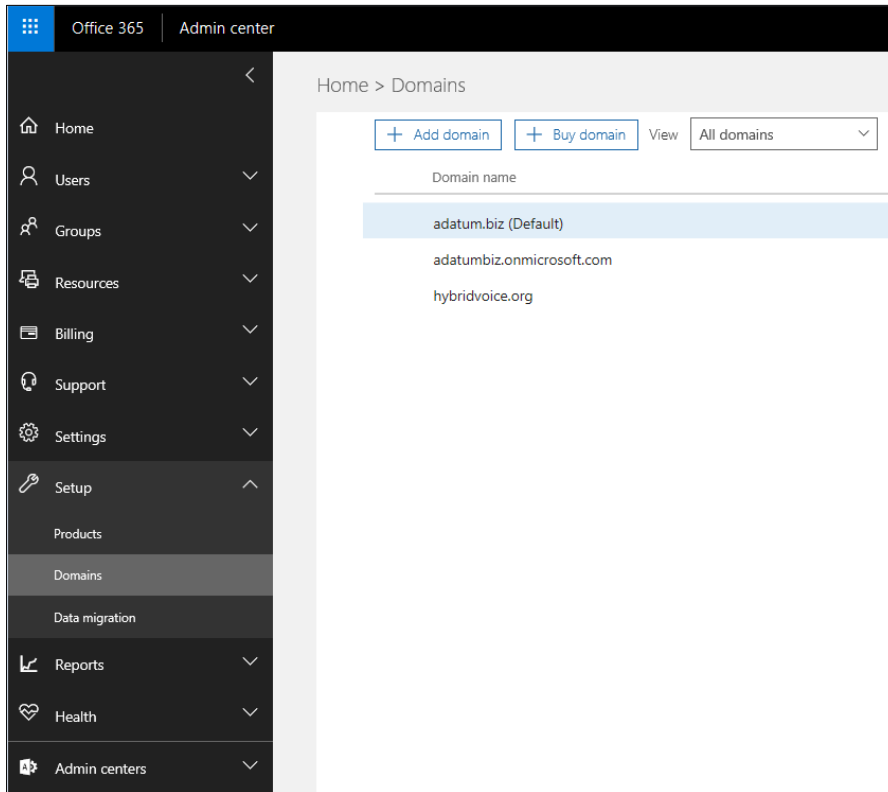 Office 365 Admin center
Home > Domains
Home
Users
Groups
Resources
Billing
Support
Settings
Setup
Products
Domains
Data migration
Reports
Health
Admin centers
+ Add domain + Buy domain View All domains
Domain name
adatum.biz (Default)
adatumbiz.onmicrosoft.com
hybridvoice.org